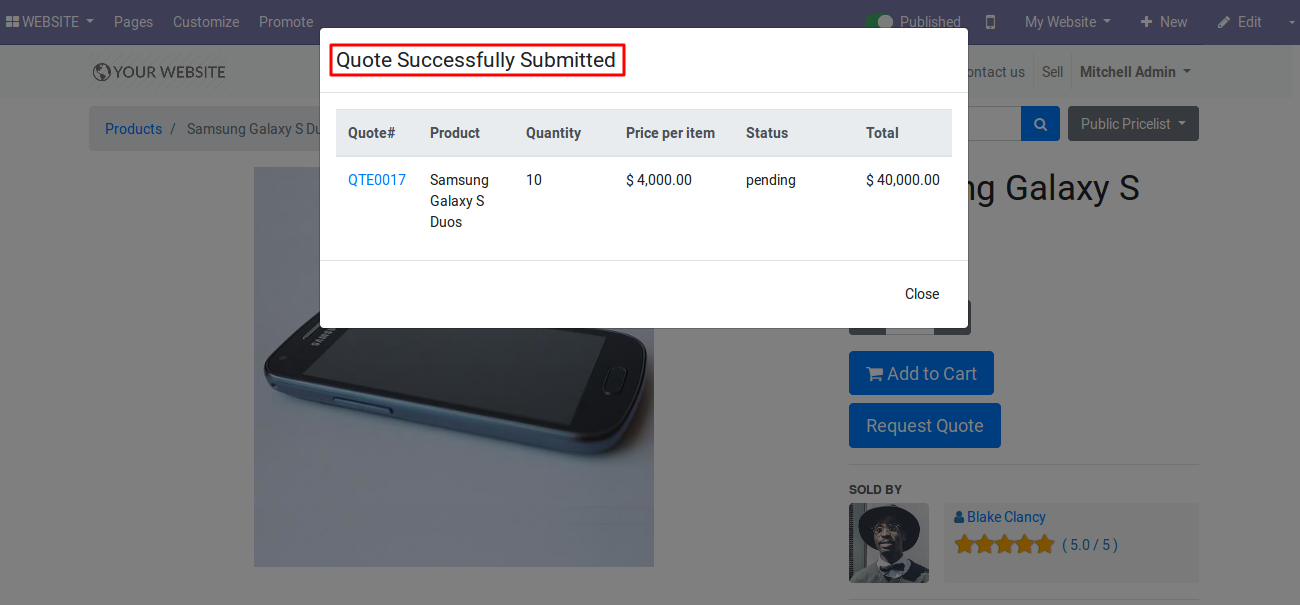 WEBSITE Pages Customize Promote Published My Website New Edit
Quote Successfully Submitted
YOUR WEBSITE
ontact us Sell Mitchell Admin
Products / Samsung Galaxy S Du
Public Pricelist
Quote# Product Quantity Price per item Status Total
QTE0017 Samsung 10 $ 4,000.00 pending $ 40,000.00
Galaxy S
Duos
ng Galaxy S
Close
SAMS
Add to Cart
Request Quote
SOLD BY
Blake Clancy
( 5.0 / 5 )